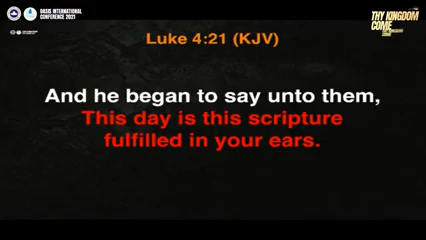 OASIS INTERNATIONAL
CONFERENCE 2021
THY KINGDOM
COME
Luke 4:21 (KJV)
And he began to say unto them,
This day is this scripture
fulfilled in your ears.